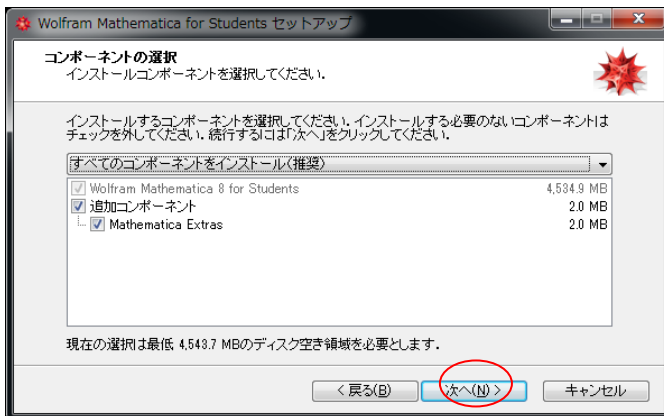 Wolfram Mathematica for Students セットアップ
コンポーネントの選択
インストールコンポーネントを選択してください.
インストールするコンポーネントを選択してください. インストールする必要のないコンポーネントは
チェックを外してください. 続行するには「次へ」をクリックしてください.
すべてのコンポーネントをインストール(推奨)
Wolfram Mathematica 8 for Students 4,534.9 MB
追加コンポーネント 2.0 MB
Mathematica Extras 2.0 MB
現在の選択は最低 4,543.7 MBのディスク空き領域を必要とします.
< 戻る(B) 次へ(N) > キャンセル